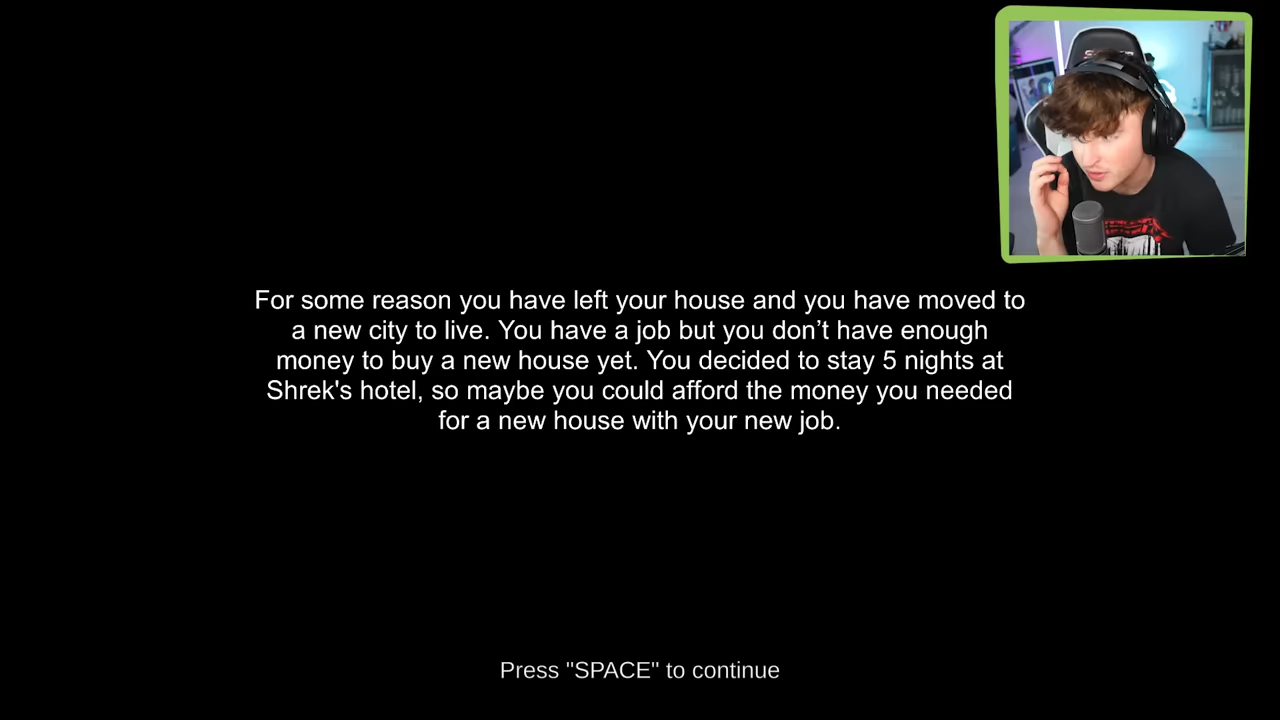 For some reason you have left your house and you have moved to
a new city to live. You have a job but you don’t have enough
money to buy a new house yet. You decided to stay 5 nights at
Shrek's hotel, so maybe you could afford the money you needed
for a new house with your new job.
Press "SPACE" to continue